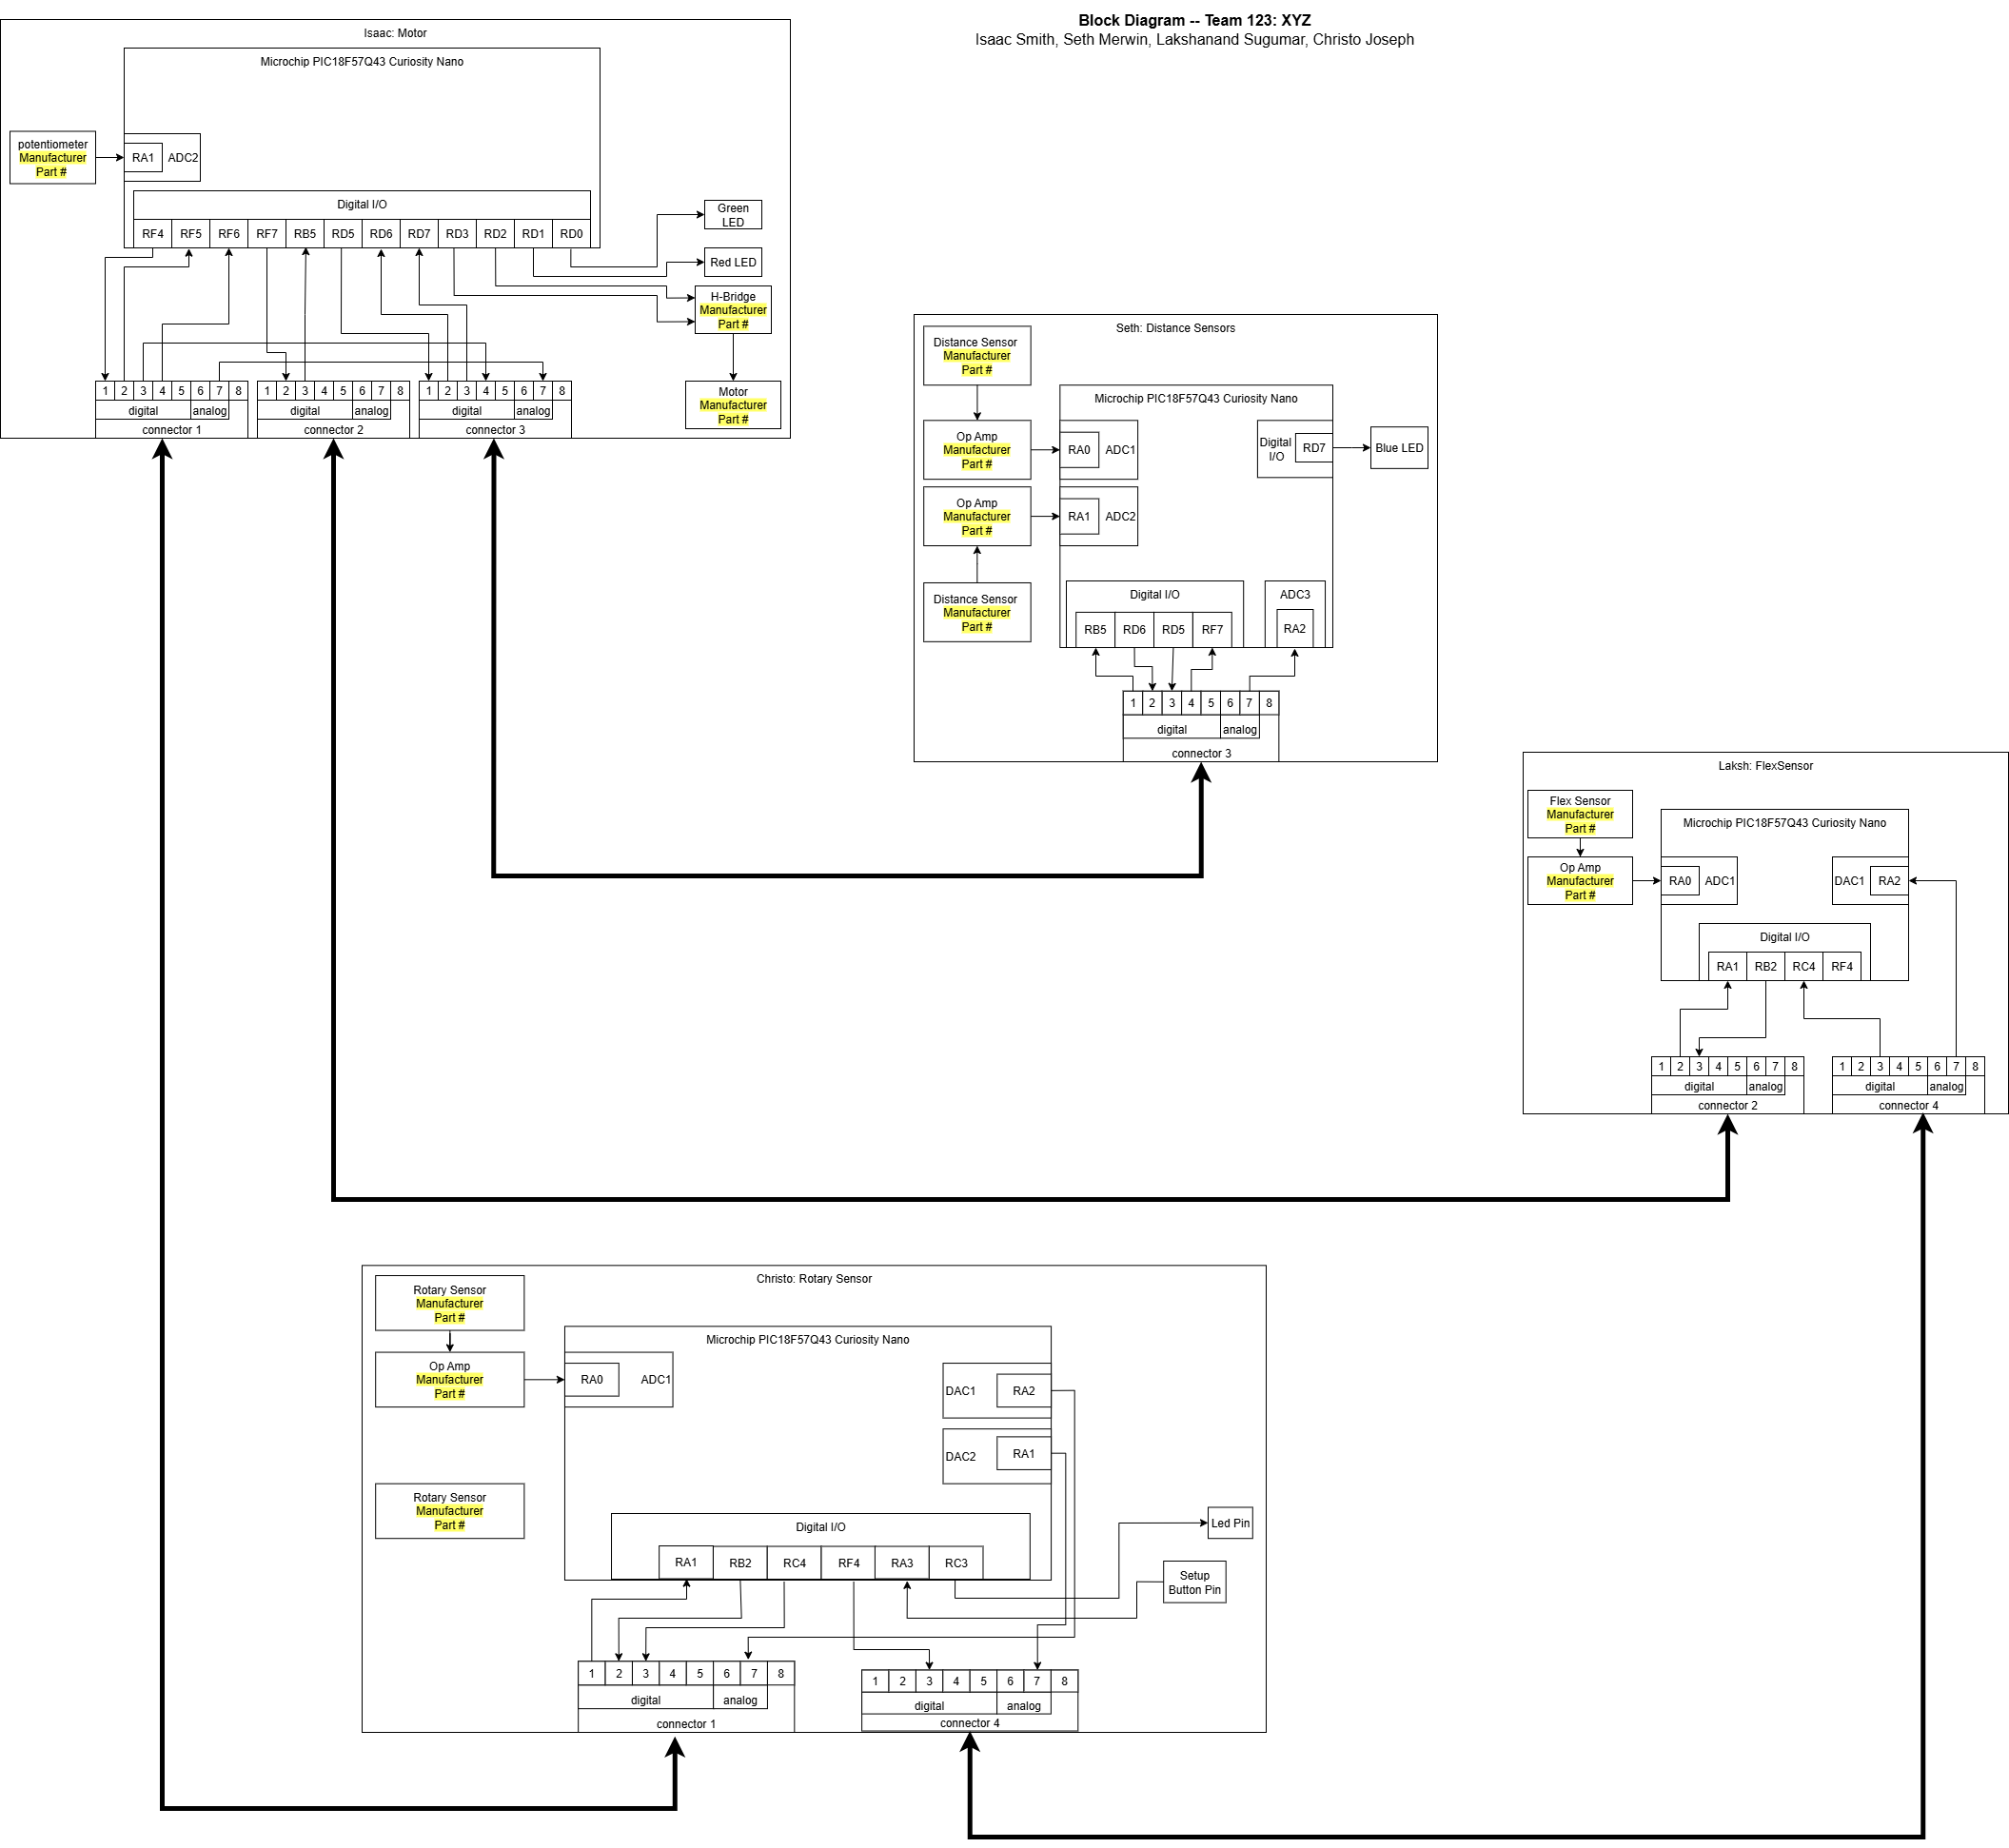 Block Diagram -- Team 123: XYZ
Isaac Smith, Seth Merwin, Lakshanand Sugumar, Christo Joseph
Isaac: Motor
Microchip PIC18F57Q43 Curiosity Nano
potentiometer
Manufacturer
Part #
RA1
ADC2
Digital I/O
RF4 RF5 RF6 RF7 RB5 RD5 RD6 RD7 RD3 RD2 RD1 RD0
Green
LED
Red LED
H-Bridge
Manufacturer
Part #
Motor
Manufacturer
Part #
1 2 3 4 5 6 7 8
digital analog
connector 1
1 2 3 4 5 6 7 8
digital analog
connector 2
1 2 3 4 5 6 7 8
digital analog
connector 3
Seth: Distance Sensors
Distance Sensor
Manufacturer
Part #
Microchip PIC18F57Q43 Curiosity Nano
Op Amp
Manufacturer
Part #
RA0 ADC1
Digital
I/O
RD7
Blue LED
Op Amp
Manufacturer
Part #
RA1 ADC2
Distance Sensor
Manufacturer
Part #
Digital I/O
RB5 RD6 RD5 RF7
ADC3
RA2
1 2 3 4 5 6 7 8
digital analog
connector 3
Laksh: FlexSensor
Flex Sensor
Manufacturer
Part #
Microchip PIC18F57Q43 Curiosity Nano
Op Amp
Manufacturer
Part #
RA0 ADC1
DAC1 RA2
Digital I/O
RA1 RB2 RC4 RF4
1 2 3 4 5 6 7 8
digital analog
connector 2
1 2 3 4 5 6 7 8
digital analog
connector 4
Christo: Rotary Sensor
Rotary Sensor
Manufacturer
Part #
Microchip PIC18F57Q43 Curiosity Nano
Op Amp
Manufacturer
Part #
RA0 ADC1
DAC1 RA2
DAC2 RA1
Rotary Sensor
Manufacturer
Part #
Digital I/O
RA1 RB2 RC4 RF4 RA3 RC3
Led Pin
Setup
Button Pin
1 2 3 4 5 6 7 8
digital analog
connector 1
1 2 3 4 5 6 7 8
digital analog
connector 4